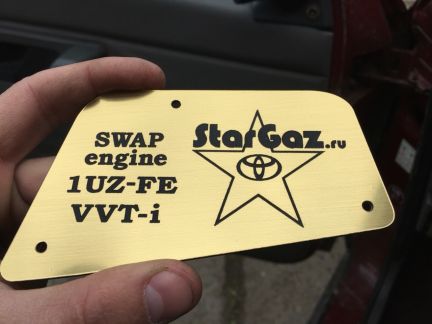 SWAP
engine
1UZ-FE
VVT-i
StarGaz.ru